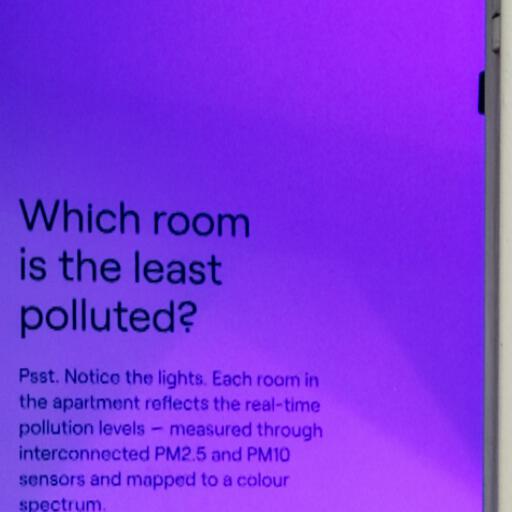 Which room
is the least
polluted?
Psst. Notice the lights. Each room in
the apartment reflects the real-time
pollution levels – measured through
interconnected PM2.5 and PM10
sensors and mapped to a colour
spectrum.